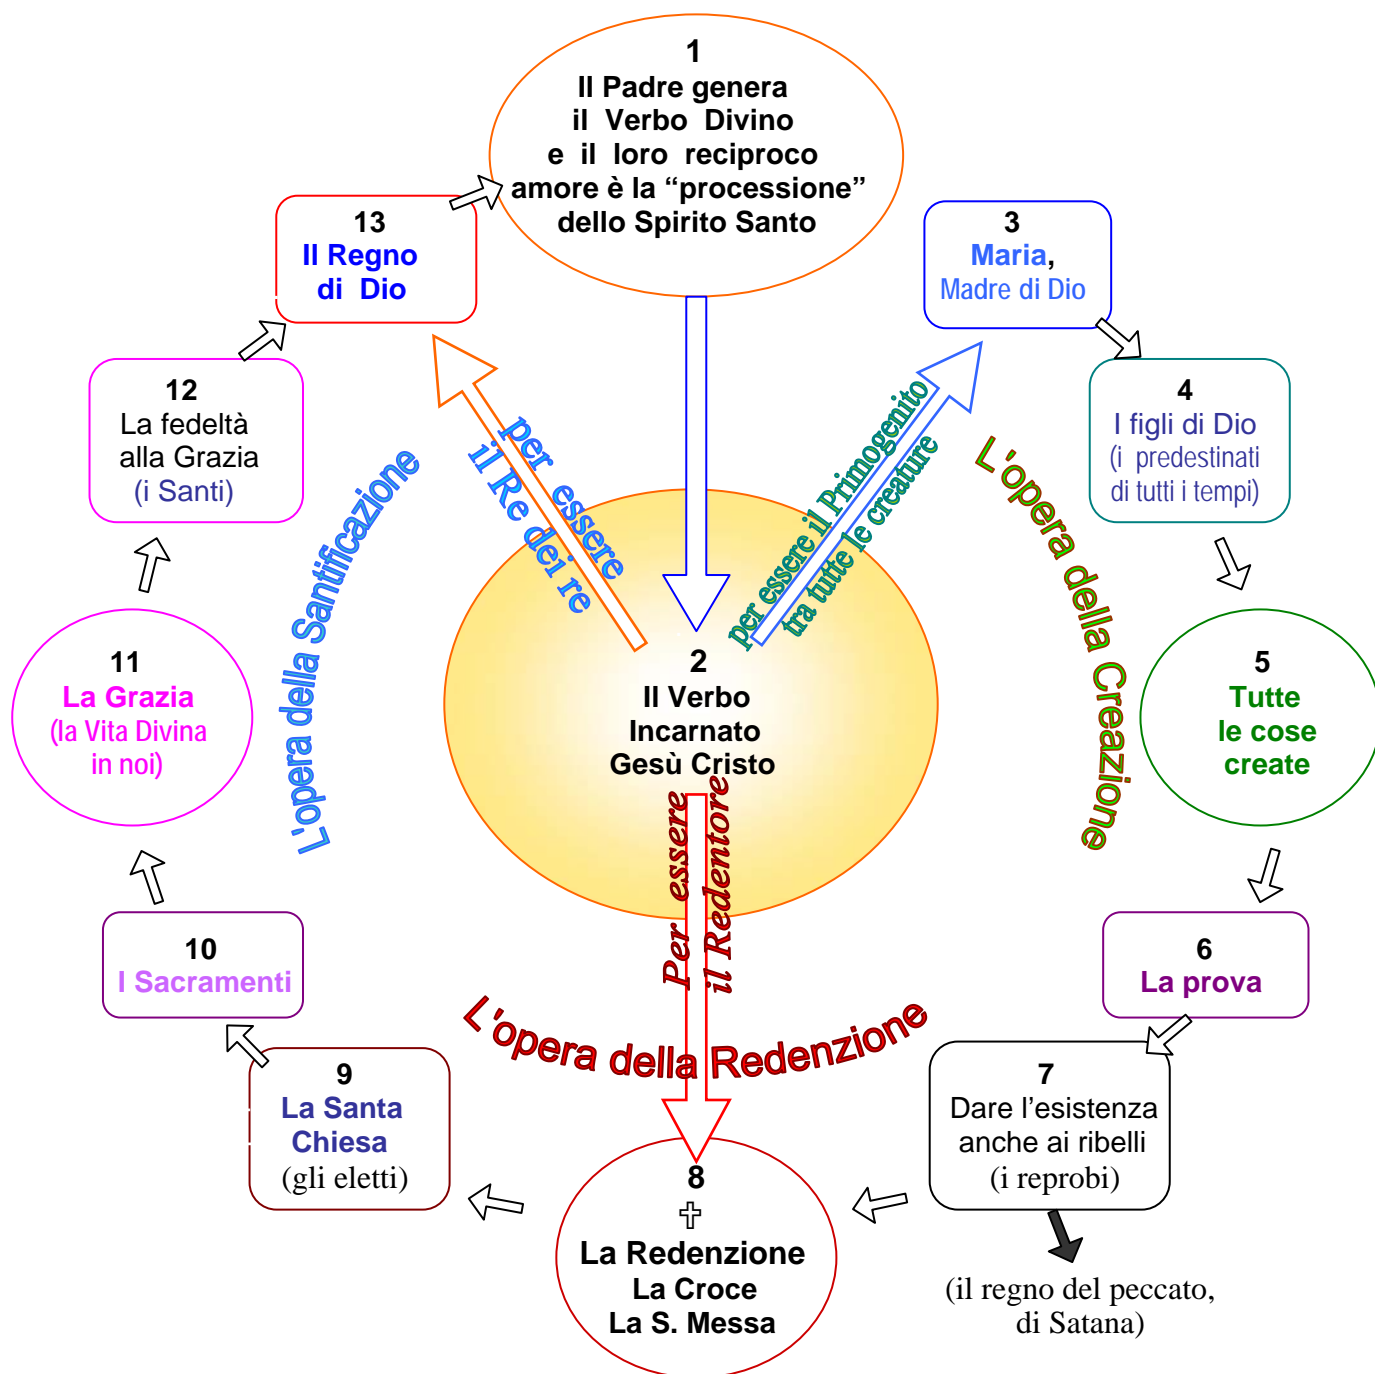 1
Il Padre genera
il Verbo Divino
e il loro reciproco
amore è la “processione”
dello Spirito Santo
2
Il Verbo
Incarnato
Gesù Cristo
per essere il Primogenito
tra tutte le creature
3
Maria,
Madre di Dio
4
I figli di Dio
(i predestinati
di tutti i tempi)
L'opera della Creazione
5
Tutte
le cose
create
6
La prova
7
Dare l’esistenza
anche ai ribelli
(i reprobi)
(il regno del peccato,
di Satana)
Per essere
il Redentore
L'opera della Redenzione
8
✝
La Redenzione
La Croce
La S. Messa
9
La Santa
Chiesa
(gli eletti)
10
I Sacramenti
11
La Grazia
(la Vita Divina
in noi)
L'opera della Santificazione
12
La fedeltà
alla Grazia
(i Santi)
13
Il Regno
di Dio
per essere
il Re dei re